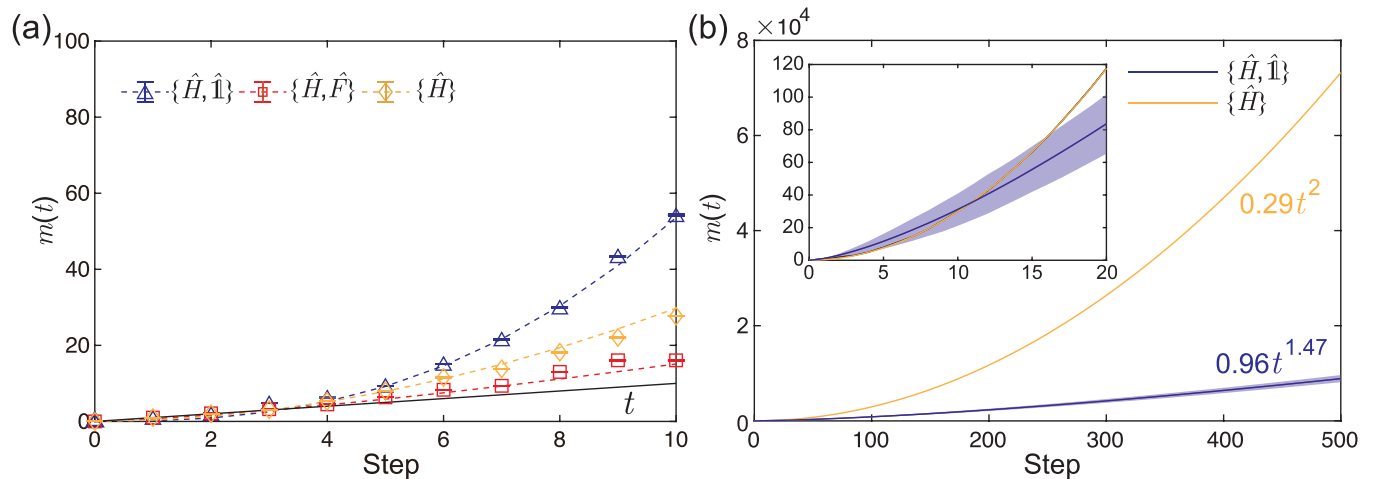 (a)
100
80
60
40
20
0
m(t)
{Ĥ, 𝟙̂} {Ĥ, F̂} {Ĥ}
t
0 2 4 6 8 10
Step
(b)
×10⁴
8
6
4
2
0
m(t)
120
100
80
60
40
20
0
0 5 10 15 20
{Ĥ, 𝟙̂}
{Ĥ}
0.29t²
0.96t^1.47
0 100 200 300 400 500
Step